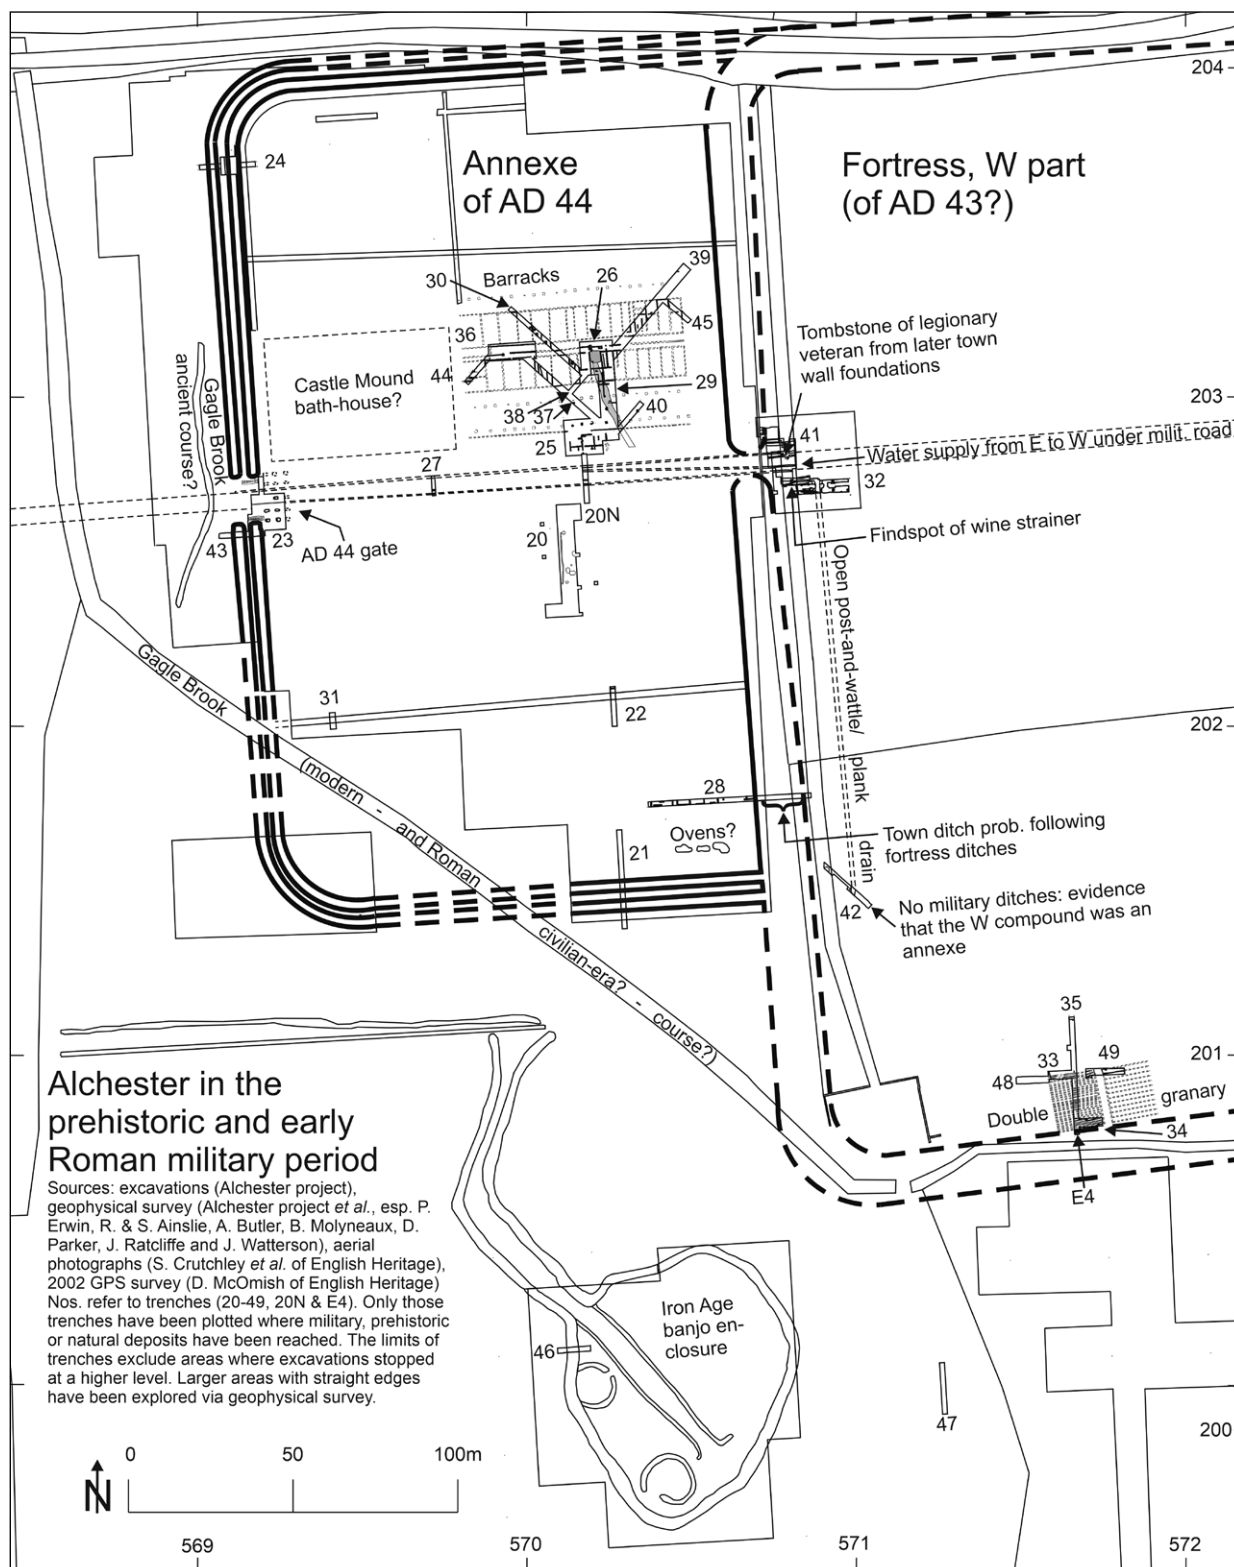 204
24
Annexe
of AD 44
Fortress, W part
(of AD 43?)
39
30
Barracks
26
36
45
Tombstone of legionary
veteran from later town
wall foundations
Gagle Brook
ancient course?
Castle Mound
bath-house?
44
29
38
37
40
203
25
41
Water supply from E to W under milit. road
27
32
20N
Findspot of wine strainer
43
23
AD 44 gate
20
Open post-and-wattle/
plank
drain
Gagle Brook
(modern - and Roman
civilian-era? - course?)
31
22
202
28
Ovens?
Town ditch prob. following
fortress ditches
21
42
No military ditches: evidence
that the W compound was an
annexe
35
201
33
49
48
Double
granary
34
E4
Alchester in the
prehistoric and early
Roman military period
Sources: excavations (Alchester project),
geophysical survey (Alchester project et al., esp. P.
Erwin, R. & S. Ainslie, A. Butler, B. Molyneaux, D.
Parker, J. Ratcliffe and J. Watterson), aerial
photographs (S. Crutchley et al. of English Heritage),
2002 GPS survey (D. McOmish of English Heritage)
Nos. refer to trenches (20-49, 20N & E4). Only those
trenches have been plotted where military, prehistoric
or natural deposits have been reached. The limits of
trenches exclude areas where excavations stopped
at a higher level. Larger areas with straight edges
have been explored via geophysical survey.
Iron Age
banjo en-
closure
46
47
200
0
50
100m
N
569
570
571
572